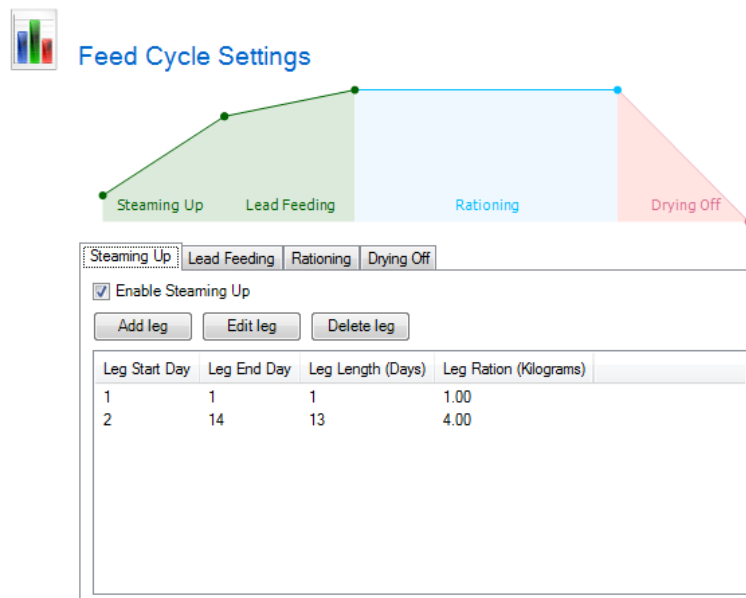 Feed Cycle Settings
Steaming Up Lead Feeding Rationing Drying Off
Steaming Up Lead Feeding Rationing Drying Off
Enable Steaming Up
Add leg Edit leg Delete leg
Leg Start Day Leg End Day Leg Length (Days) Leg Ration (Kilograms)
1 1 1 1.00
2 14 13 4.00